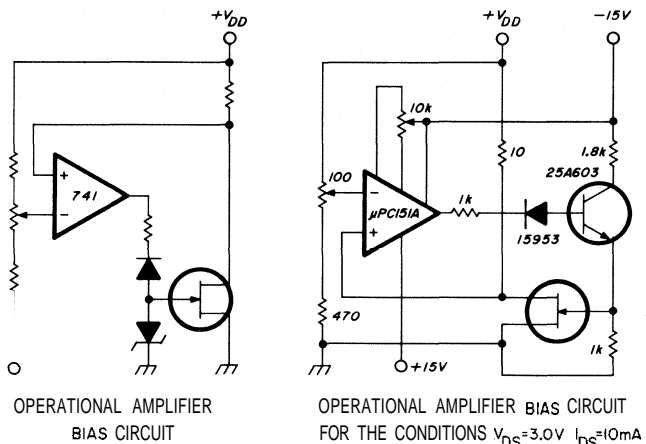 +VDD
+
741
-
OPERATIONAL AMPLIFIER
BIAS CIRCUIT
+VDD
-15V
10k
10
1.8k
25A603
100
-
μPC151A
1k
+
15953
470
1k
+15V
OPERATIONAL AMPLIFIER BIAS CIRCUIT
FOR THE CONDITIONS VDS=3.0V IDS=10mA